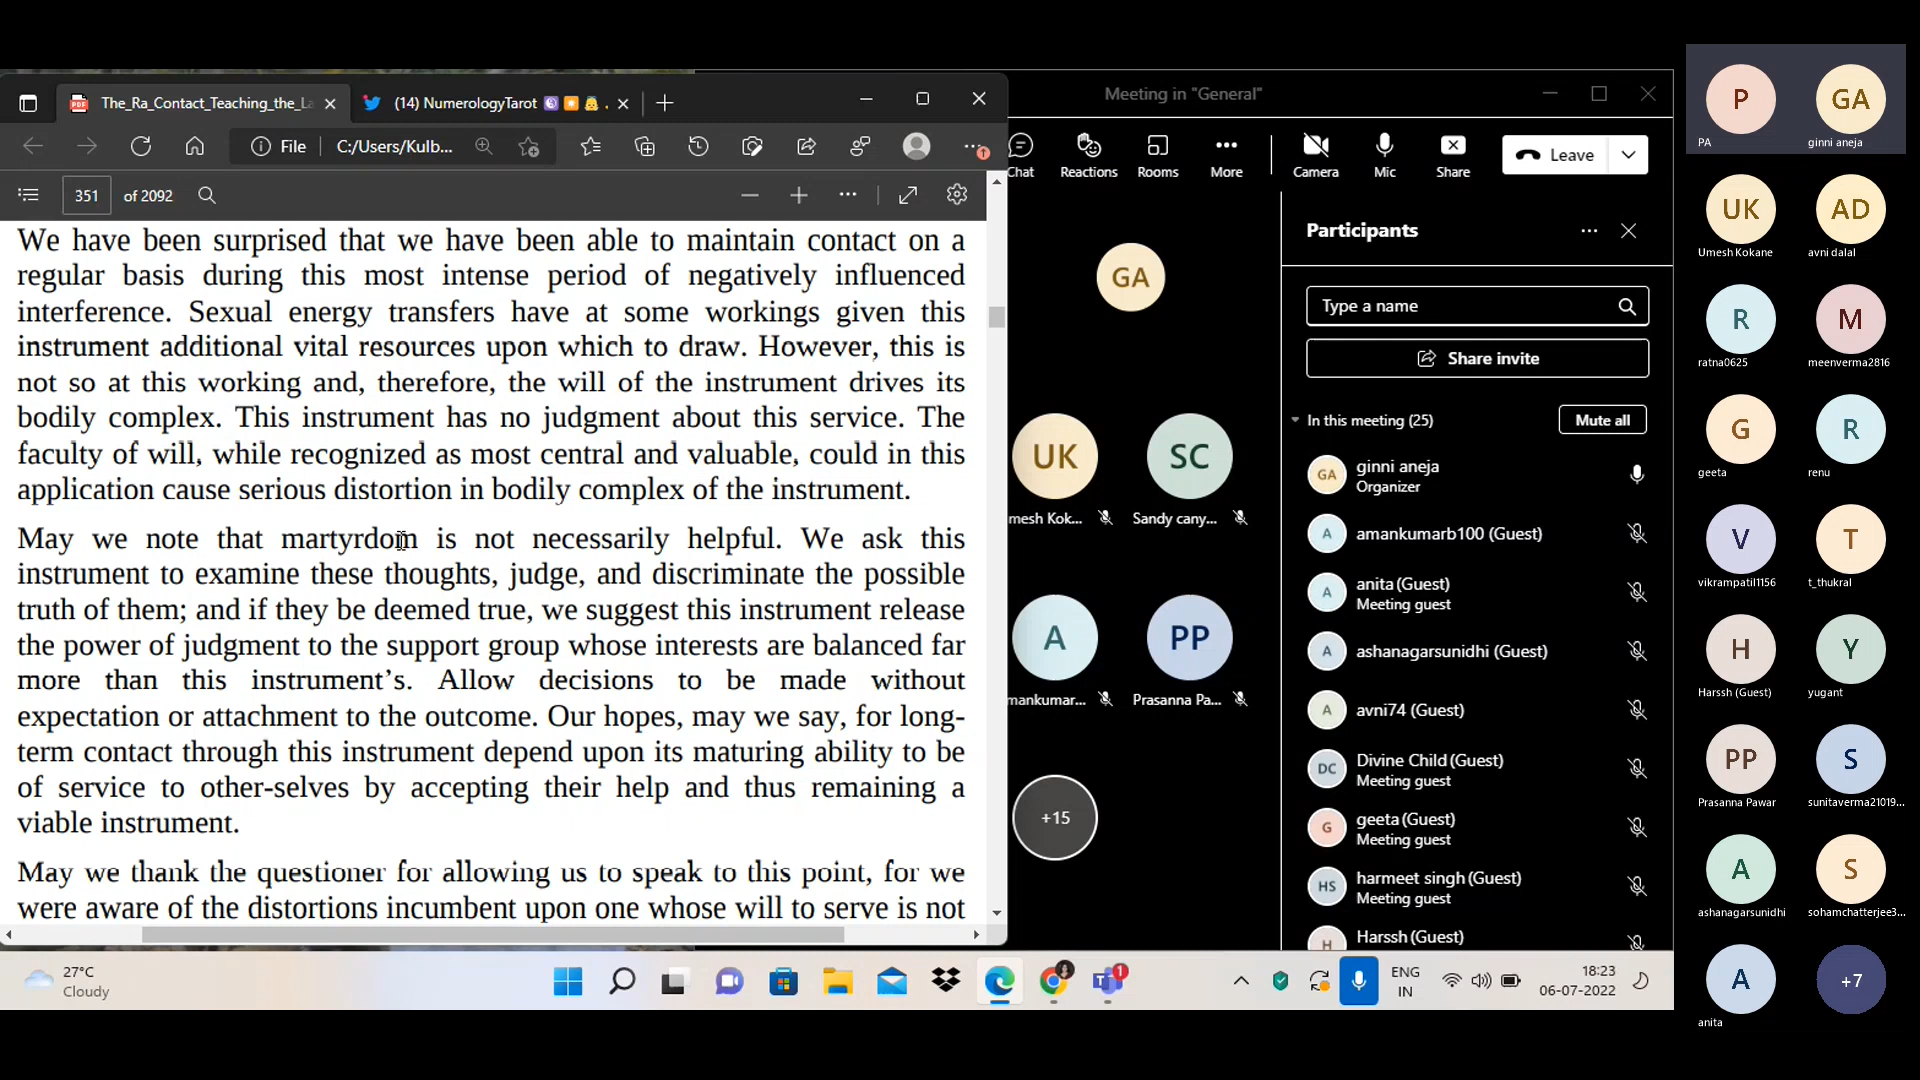 The_Ra_Contact_Teaching_the_La
(14) NumerologyTarot
File
C:/Users/Kulb...
351
of 2092
We have been surprised that we have been able to maintain contact on a
regular basis during this most intense period of negatively influenced
interference. Sexual energy transfers have at some workings given this
instrument additional vital resources upon which to draw. However, this is
not so at this working and, therefore, the will of the instrument drives its
bodily complex. This instrument has no judgment about this service. The
faculty of will, while recognized as most central and valuable, could in this
application cause serious distortion in bodily complex of the instrument.
May we note that martyrdom is not necessarily helpful. We ask this
instrument to examine these thoughts, judge, and discriminate the possible
truth of them; and if they be deemed true, we suggest this instrument release
the power of judgment to the support group whose interests are balanced far
more than this instrument’s. Allow decisions to be made without
expectation or attachment to the outcome. Our hopes, may we say, for long-
term contact through this instrument depend upon its maturing ability to be
of service to other-selves by accepting their help and thus remaining a
viable instrument.
May we thank the questioner for allowing us to speak to this point, for we
were aware of the distortions incumbent upon one whose will to serve is not
Meeting in "General"
Chat
Reactions
Rooms
More
Camera
Mic
Share
Leave
GA
UK
mesh Kok...
SC
Sandy cany...
A
mankumar...
PP
Prasanna Pa...
+15
Participants
Type a name
Share invite
In this meeting (25)
Mute all
GA
ginni aneja
Organizer
A
amankumarb100 (Guest)
A
anita (Guest)
Meeting guest
A
ashanagarsunidhi (Guest)
A
avni74 (Guest)
DC
Divine Child (Guest)
Meeting guest
G
geeta (Guest)
Meeting guest
HS
harmeet singh (Guest)
Meeting guest
H
Harssh (Guest)
P
PA
GA
ginni aneja
UK
Umesh Kokane
AD
avni dalal
R
ratna0625
M
meenverma2816
G
geeta
R
renu
V
vikrampatil1156
T
t_thukral
H
Harssh (Guest)
Y
yugant
PP
Prasanna Pawar
S
sunitaverma21019...
A
ashanagarsunidhi
S
sohamchatterjee3...
A
anita
+7
27°C
Cloudy
1
ENG
IN
18:23
06-07-2022